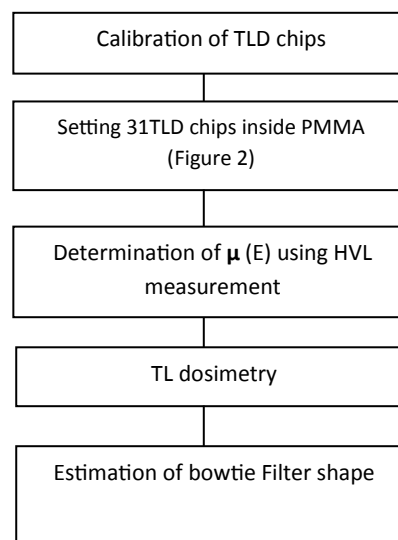 Calibration of TLD chips
Setting 31TLD chips inside PMMA
(Figure 2)
Determination of μ (E) using HVL
measurement
TL dosimetry
Estimation of bowtie Filter shape